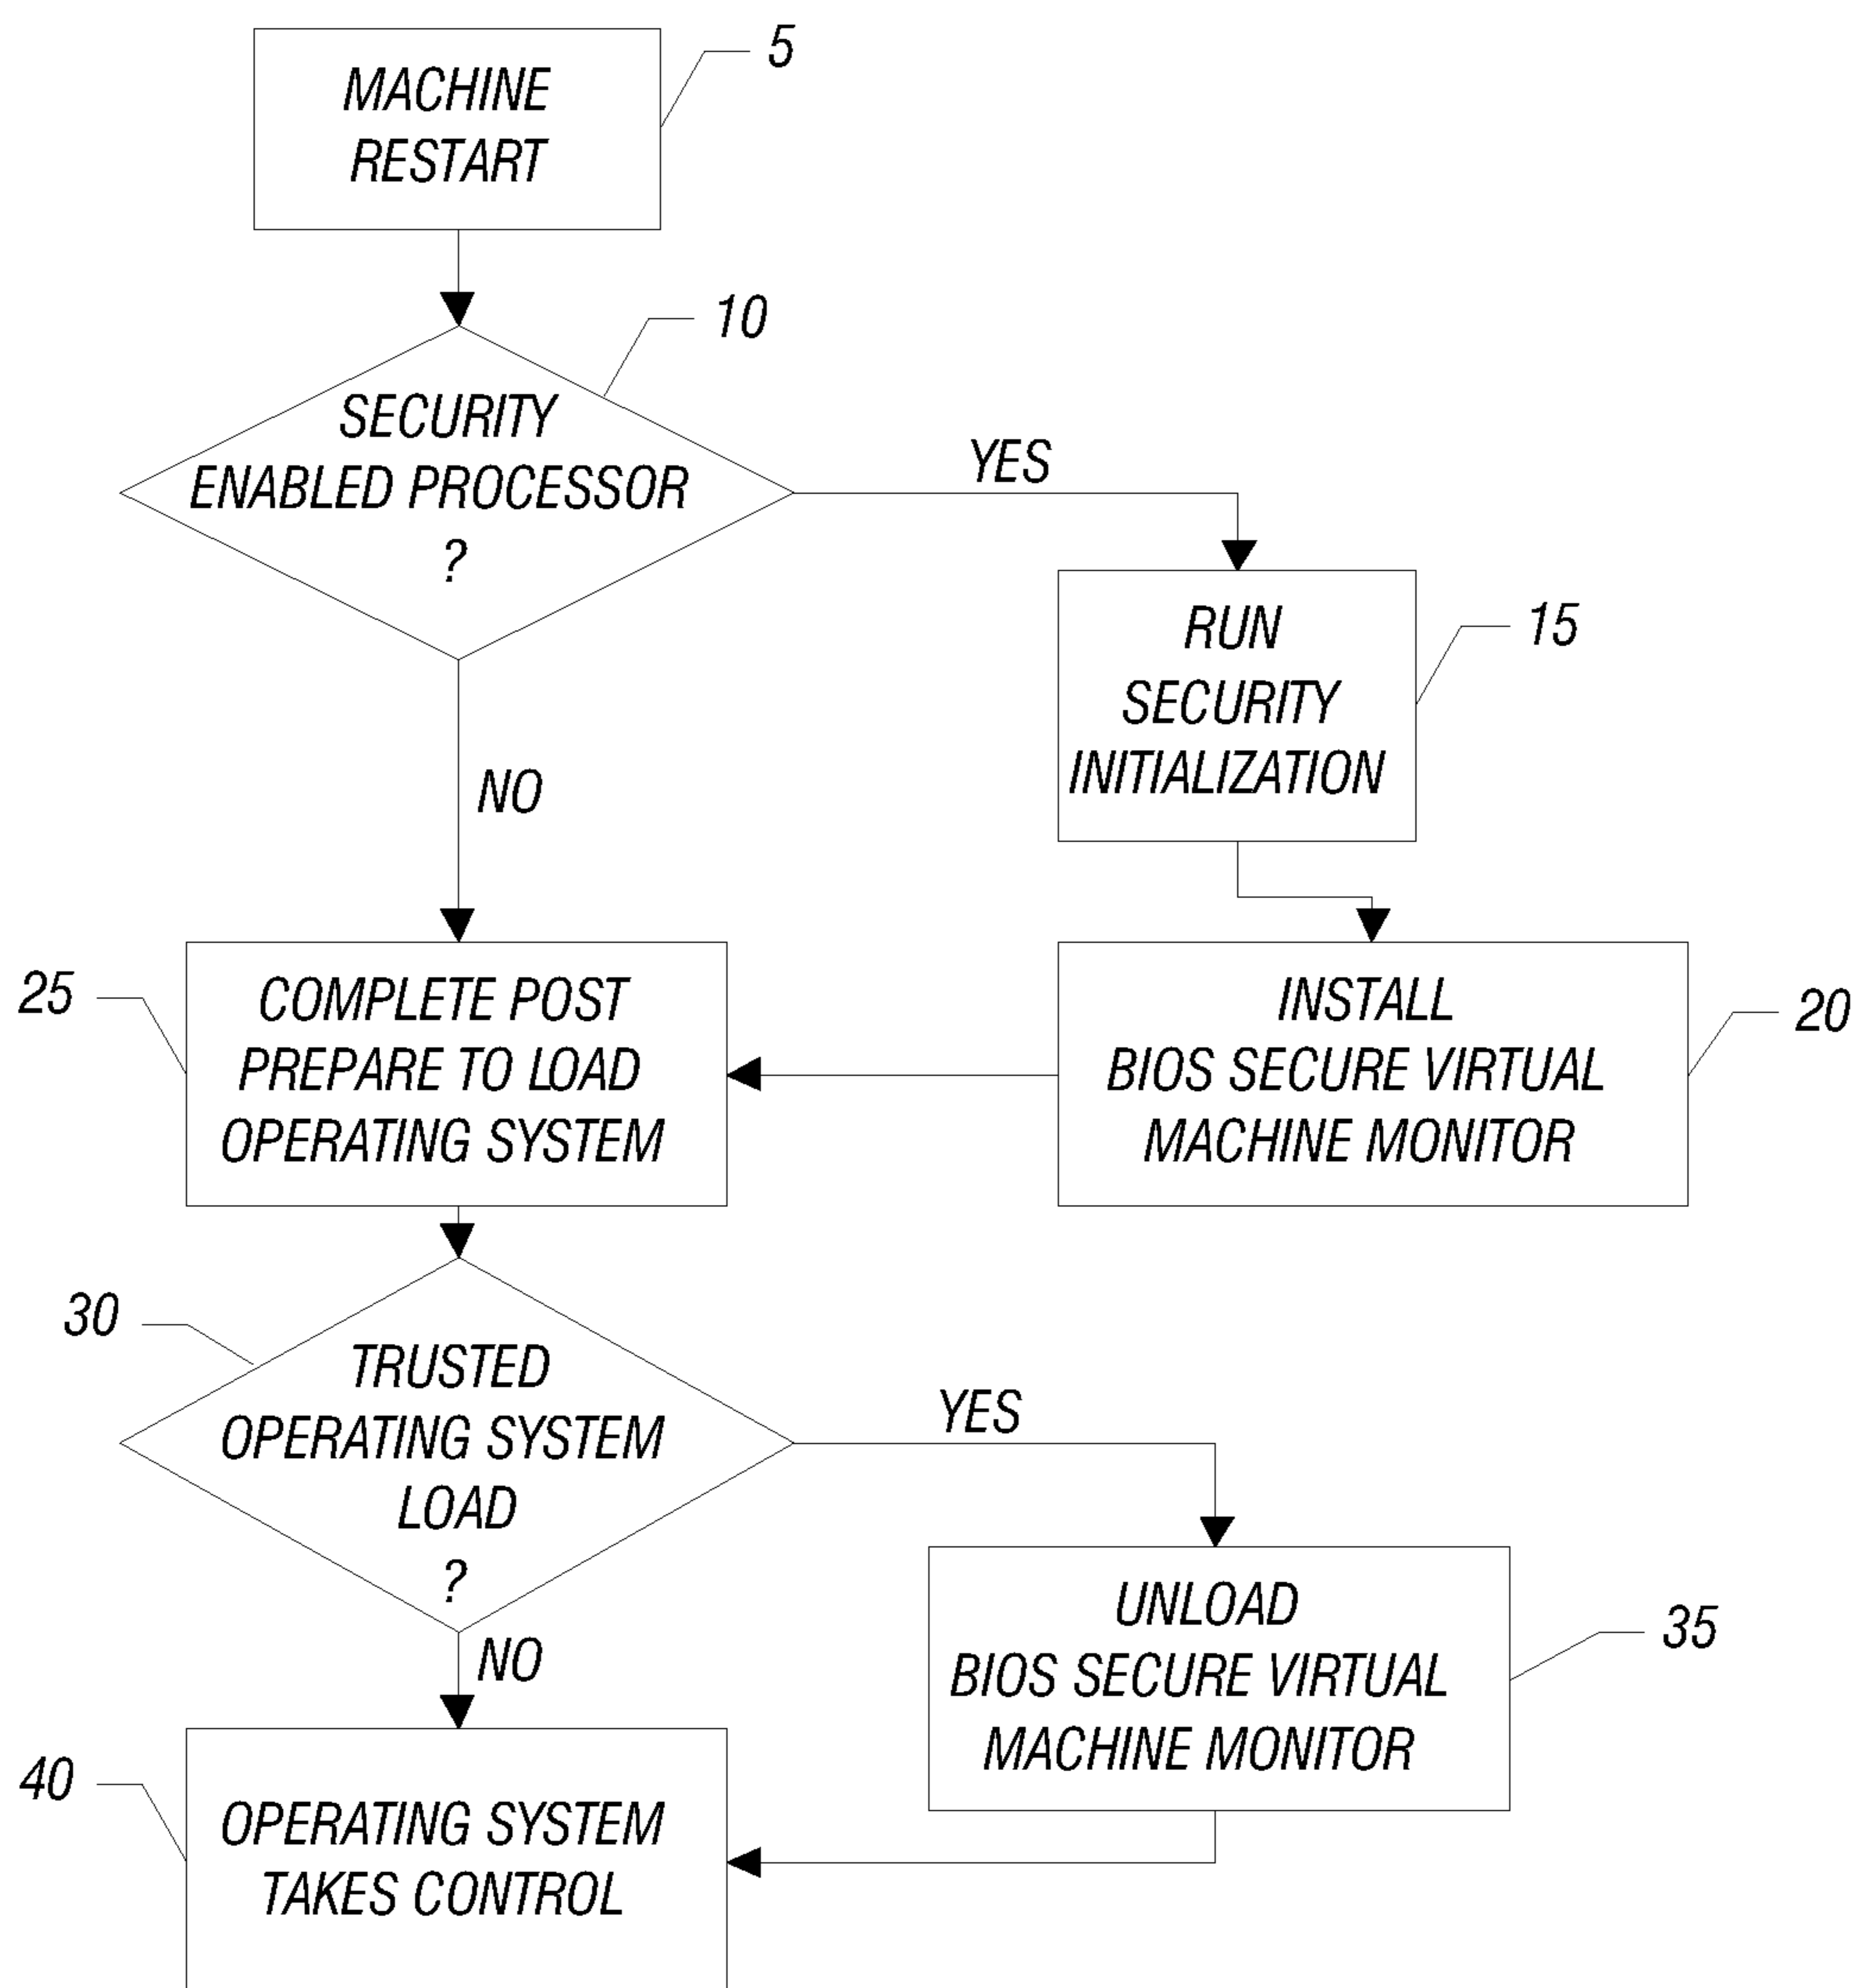 MACHINE
RESTART
5
10
SECURITY
ENABLED PROCESSOR
?
YES
NO
RUN
SECURITY
INITIALIZATION
15
25
COMPLETE POST
PREPARE TO LOAD
OPERATING SYSTEM
INSTALL
BIOS SECURE VIRTUAL
MACHINE MONITOR
20
30
TRUSTED
OPERATING SYSTEM
LOAD
?
YES
NO
UNLOAD
BIOS SECURE VIRTUAL
MACHINE MONITOR
35
40
OPERATING SYSTEM
TAKES CONTROL